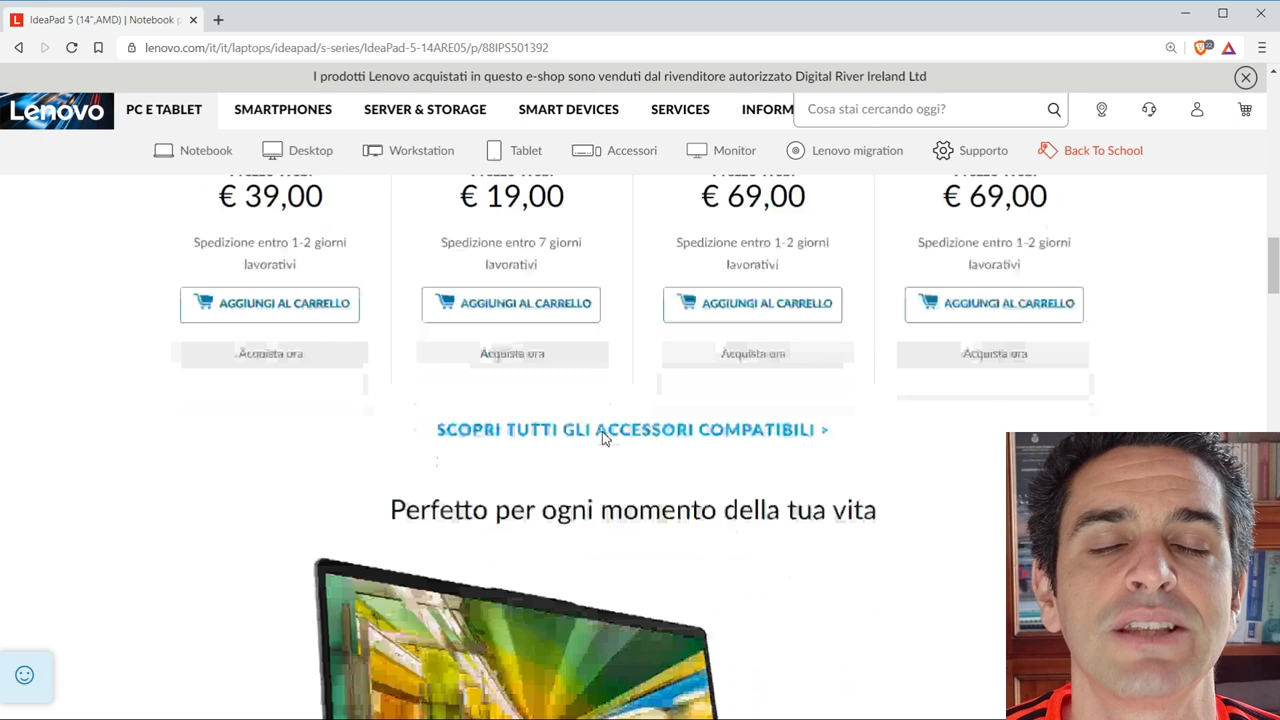 IdeaPad 5 (14",AMD) | Notebook p
lenovo.com/it/it/laptops/ideapad/s-series/IdeaPad-5-14ARE05/p/88IPS501392
22
I prodotti Lenovo acquistati in questo e-shop sono venduti dal rivenditore autorizzato Digital River Ireland Ltd
Lenovo PC E TABLET SMARTPHONES SERVER & STORAGE SMART DEVICES SERVICES INFORM Cosa stai cercando oggi?
Notebook Desktop Workstation Tablet Accessori Monitor Lenovo migration Supporto Back To School
€ 39,00 € 19,00 € 69,00 € 69,00
Spedizione entro 1-2 giorni Spedizione entro 7 giorni Spedizione entro 1-2 giorni Spedizione entro 1-2 giorni
lavorativi lavorativi lavorativi lavorativi
AGGIUNGI AL CARRELLO AGGIUNGI AL CARRELLO AGGIUNGI AL CARRELLO AGGIUNGI AL CARRELLO
Acquista ora Acquista ora Acquista ora Acquista ora
SCOPRI TUTTI GLI ACCESSORI COMPATIBILI >
Perfetto per ogni momento della tua vita